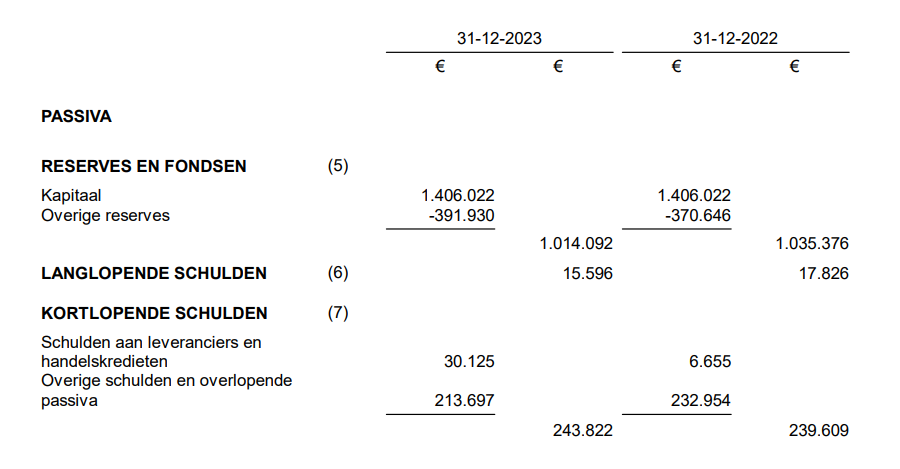 31-12-2023 31-12-2022
€ € € €
PASSIVA
RESERVES EN FONDSEN (5)
Kapitaal 1.406.022 1.406.022
Overige reserves -391.930 -370.646
1.014.092 1.035.376
LANGLOPENDE SCHULDEN (6) 15.596 17.826
KORTLOPENDE SCHULDEN (7)
Schulden aan leveranciers en
handelskredieten 30.125 6.655
Overige schulden en overlopende
passiva 213.697 232.954
243.822 239.609